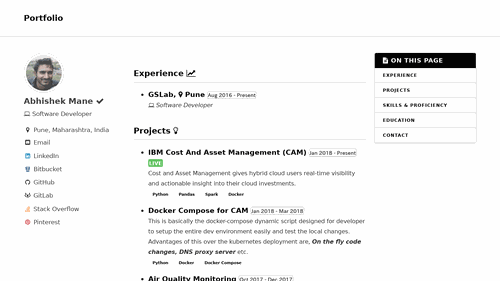 Portfolio
Abhishek Mane
Software Developer
Pune, Maharashtra, India
Email
LinkedIn
Bitbucket
GitHub
GitLab
Stack Overflow
Pinterest
Experience
GSLab, Pune Aug 2016 - Present
Software Developer
Projects
IBM Cost And Asset Management (CAM) Jan 2018 - Present
LIVE
Cost and Asset Management gives hybrid cloud users real-time visibility
and actionable insight into their cloud investments.
Python Pandas Spark Docker
Docker Compose for CAM Jan 2018 - Mar 2018
This is basically the docker-compose dynamic script designed for developer
to setup the entire dev environment easily and test the local changes.
Advantages of this over the kubernetes deployment are, On the fly code
changes, DNS proxy server etc.
Python Docker Docker Compose
Air Quality Monitoring Oct 2017 - Dec 2017
ON THIS PAGE
EXPERIENCE
PROJECTS
SKILLS & PROFICIENCY
EDUCATION
CONTACT